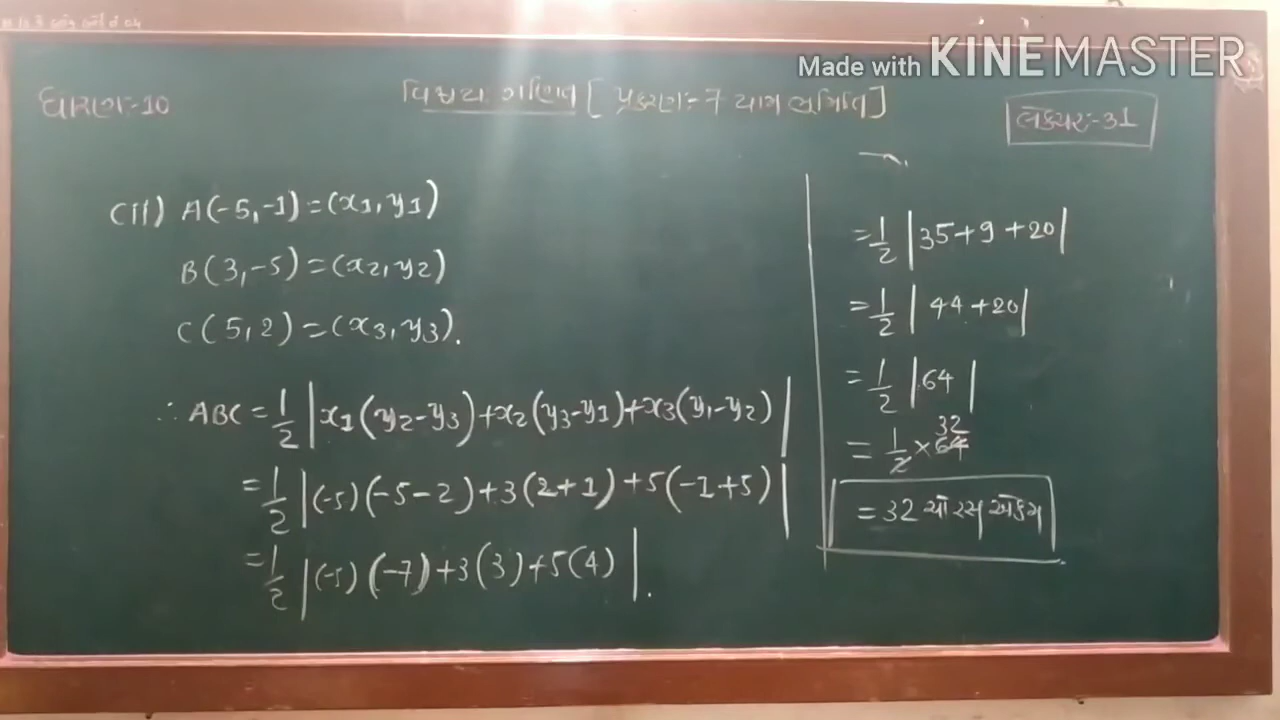 Made with KINEMASTER
ધોરણ:-10
વિષય: ગણિત [ પ્રકરણ:-7 યામ ભૂમિતિ ]
લેક્ચર:-31
(ii) A(-5,-1)=(x1,y1)
B(3,-5)=(x2,y2)
C(5,2)=(x3,y3).
∴ ABC = 1/2 |x1(y2-y3)+x2(y3-y1)+x3(y1-y2)|
= 1/2 |(-5)(-5-2)+3(2+1)+5(-1+5)|
= 1/2 |(-5)(-7)+3(3)+5(4)|.
= 1/2 |35+9+20|
= 1/2 |44+20|
= 1/2 |64|
= 1/2 × 64 32
= 32 ચોરસ એકમ